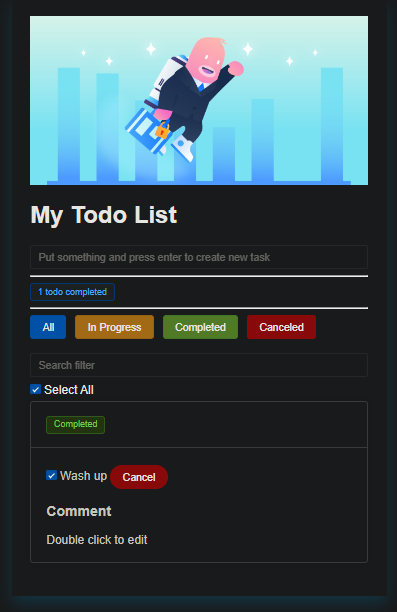 My Todo List
Put something and press enter to create new task
1 todo completed
All In Progress Completed Canceled
Search filter
Select All
Completed
Wash up Cancel
Comment
Double click to edit